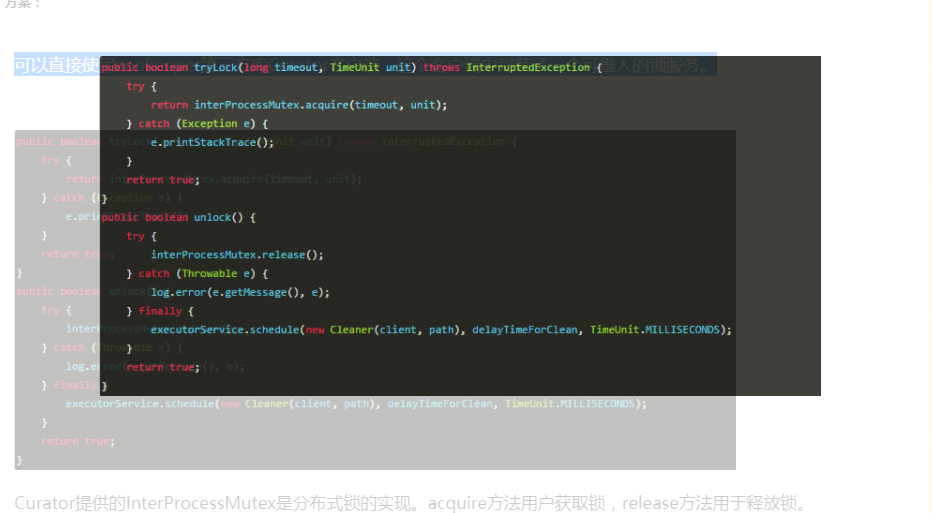 方案：
可以直接使
重入的锁服务。
public boolean tryLock(long timeout, TimeUnit unit) throws InterruptedException {
try {
return interProcessMutex.acquire(timeout, unit);
} catch (Exception e) {
e.printStackTrace();
}
return true;
}
public boolean unlock() {
try {
interProcessMutex.release();
} catch (Throwable e) {
log.error(e.getMessage(), e);
} finally {
executorService.schedule(new Cleaner(client, path), delayTimeForClean, TimeUnit.MILLISECONDS);
}
return true;
}
public boolean tryLock unit) throws InterruptedException {
try {
return interProcessMutex.acquire(timeout, unit);
} catch (Exception e) {
e.pri
}
return true;
}
public boolean unlock
try {
inter
} catch (Throwable e) {
log.error(), e);
} finally {
executorService.schedule(new Cleaner(client, path), delayTimeForClean, TimeUnit.MILLISECONDS);
}
return true;
}
Curator提供的InterProcessMutex是分布式锁的实现。acquire方法用户获取锁，release方法用于释放锁。